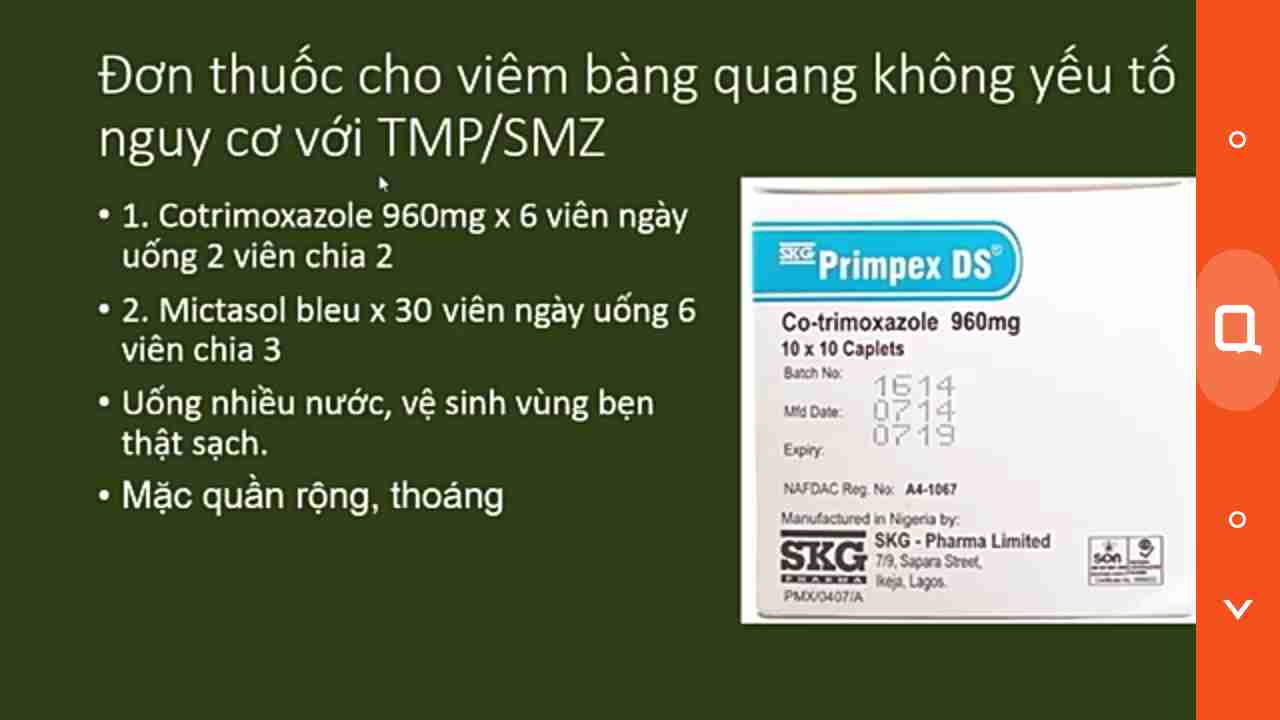 Đơn thuốc cho viêm bàng quang không yếu tố
nguy cơ với TMP/SMZ
• 1. Cotrimoxazole 960mg x 6 viên ngày
uống 2 viên chia 2
• 2. Mictasol bleu x 30 viên ngày uống 6
viên chia 3
• Uống nhiều nước, vệ sinh vùng bẹn
thật sạch.
• Mặc quần rộng, thoáng
SKG Primpex DS®
Co-trimoxazole 960mg
10 x 10 Caplets
Batch No: 1614
Mfd Date: 0714
Expiry: 0719
NAFDAC Reg. No: A4-1067
Manufactured in Nigeria by:
SKG PHARMA
SKG - Pharma Limited
7/9, Sapara Street,
Ikeja, Lagos.
PMX/0407/A
SON